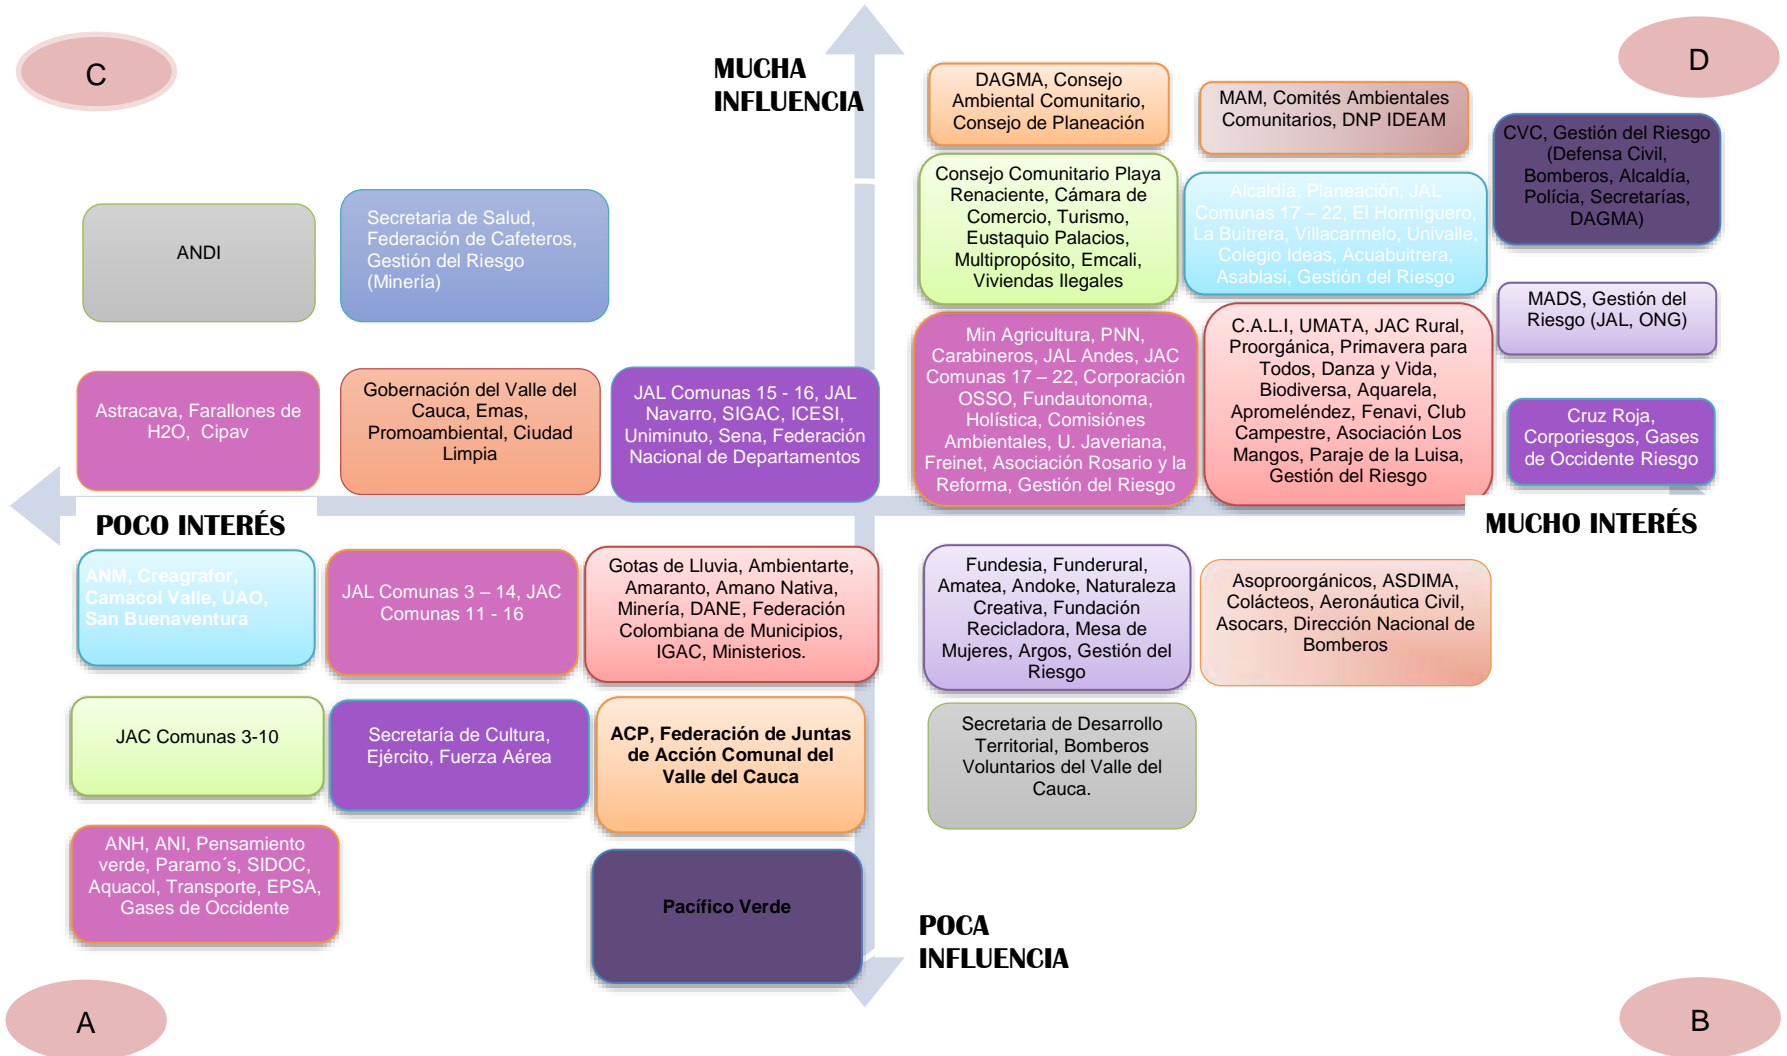 C
D
MUCHA
INFLUENCIA
DAGMA, Consejo
Ambiental Comunitario,
Consejo de Planeación
MAM, Comités Ambientales
Comunitarios, DNP IDEAM
CVC, Gestión del Riesgo
(Defensa Civil,
Bomberos, Alcaldía,
Polícia, Secretarías,
DAGMA)
ANDI
Secretaria de Salud,
Federación de Cafeteros,
Gestión del Riesgo
(Minería)
Consejo Comunitario Playa
Renaciente, Cámara de
Comercio, Turismo,
Eustaquio Palacios,
Multipropósito, Emcali,
Viviendas Ilegales
Alcaldía, Planeación. JAL
Comunas 17 – 22, El Hormiguero,
La Buitrera, Villacarmelo, Univalle,
Colegio Ideas, Acuabuitrera,
Asablasi, Gestión del Riesgo
MADS, Gestión del
Riesgo (JAL, ONG)
Astracava, Farallones de
H2O, Cipav
Gobernación del Valle del
Cauca, Emas,
Promoambiental, Ciudad
Limpia
JAL Comunas 15 - 16, JAL
Navarro, SIGAC, ICESI,
Uniminuto, Sena, Federación
Nacional de Departamentos
Min Agricultura, PNN,
Carabineros, JAL Andes, JAC
Comunas 17 – 22, Corporación
OSSO, Fundautonoma,
Holística, Comisiónes
Ambientales, U. Javeriana,
Freinet, Asociación Rosario y la
Reforma, Gestión del Riesgo
C.A.L.I, UMATA, JAC Rural,
Proorgánica, Primavera para
Todos, Danza y Vida,
Biodiversa, Aquarela,
Apromeléndez, Fenavi, Club
Campestre, Asociación Los
Mangos, Paraje de la Luisa,
Gestión del Riesgo
Cruz Roja,
Corporiesgos, Gases
de Occidente Riesgo
POCO INTERÉS
MUCHO INTERÉS
ANM, Creagrafor,
Camacol Valle, UAO,
San Buenaventura
JAL Comunas 3 – 14, JAC
Comunas 11 - 16
Gotas de Lluvia, Ambientarte,
Amaranto, Amano Nativa,
Minería, DANE, Federación
Colombiana de Municipios,
IGAC, Ministerios.
Fundesia, Funderural,
Amatea, Andoke, Naturaleza
Creativa, Fundación
Recicladora, Mesa de
Mujeres, Argos, Gestión del
Riesgo
Asoproorgánicos, ASDIMA,
Colácteos, Aeronáutica Civil,
Asocars, Dirección Nacional de
Bomberos
JAC Comunas 3-10
Secretaría de Cultura,
Ejército, Fuerza Aérea
ACP, Federación de Juntas
de Acción Comunal del
Valle del Cauca
Secretaria de Desarrollo
Territorial, Bomberos
Voluntarios del Valle del
Cauca.
ANH, ANI, Pensamiento
verde, Paramo´s, SIDOC,
Aquacol, Transporte, EPSA,
Gases de Occidente
Pacífico Verde
POCA
INFLUENCIA
A
B